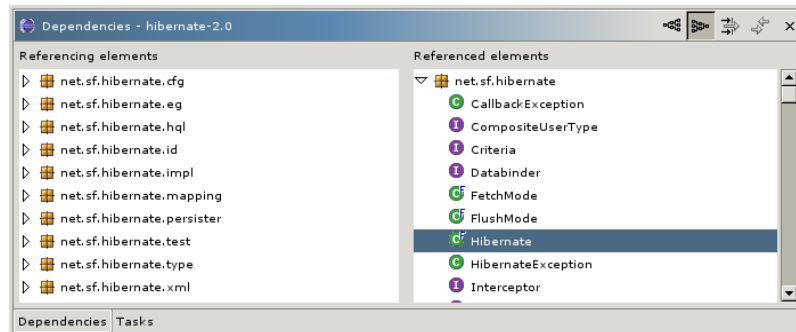 Dependencies - hibernate-2.0
Referencing elements
net.sf.hibernate.cfg
net.sf.hibernate.eg
net.sf.hibernate.hql
net.sf.hibernate.id
net.sf.hibernate.impl
net.sf.hibernate.mapping
net.sf.hibernate.persister
net.sf.hibernate.test
net.sf.hibernate.type
net.sf.hibernate.xml
Referenced elements
net.sf.hibernate
C CallbackException
I CompositeUserType
I Criteria
I Databinder
C F FetchMode
C F FlushMode
C F Hibernate
C HibernateException
I Interceptor
Dependencies Tasks